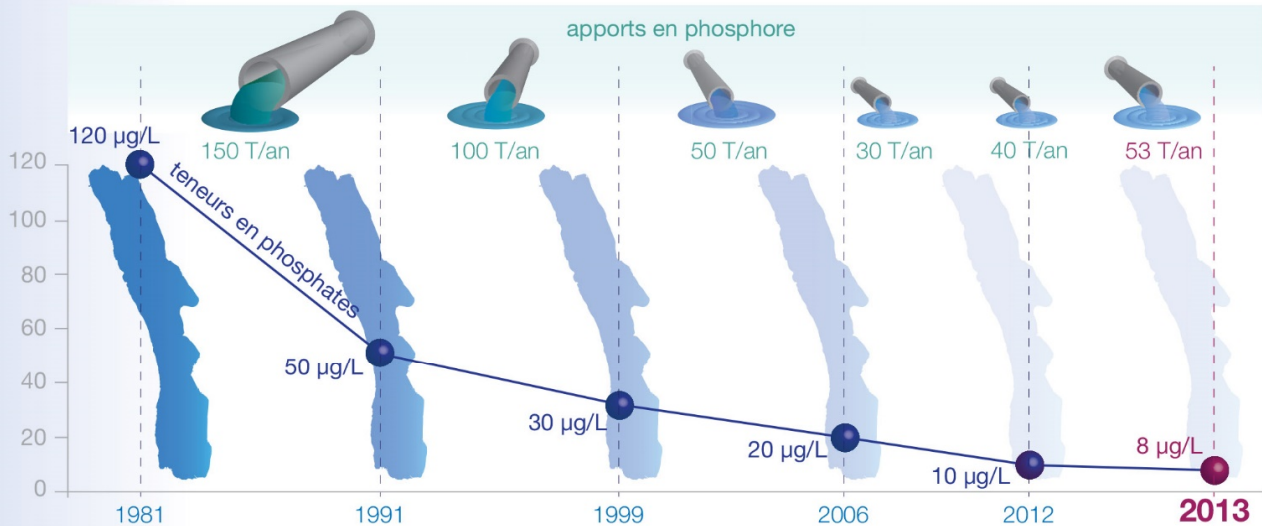 apports en phosphore
150 T/an
100 T/an
50 T/an
30 T/an
40 T/an
53 T/an
120 µg/L
teneurs en phosphates
50 µg/L
30 µg/L
20 µg/L
10 µg/L
8 µg/L
120
100
80
60
40
20
0
1981
1991
1999
2006
2012
2013